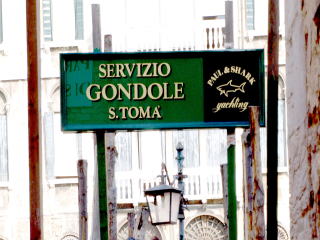 SERVIZIO
GONDOLE
S.TOMA'
PAUL & SHARK
yachting